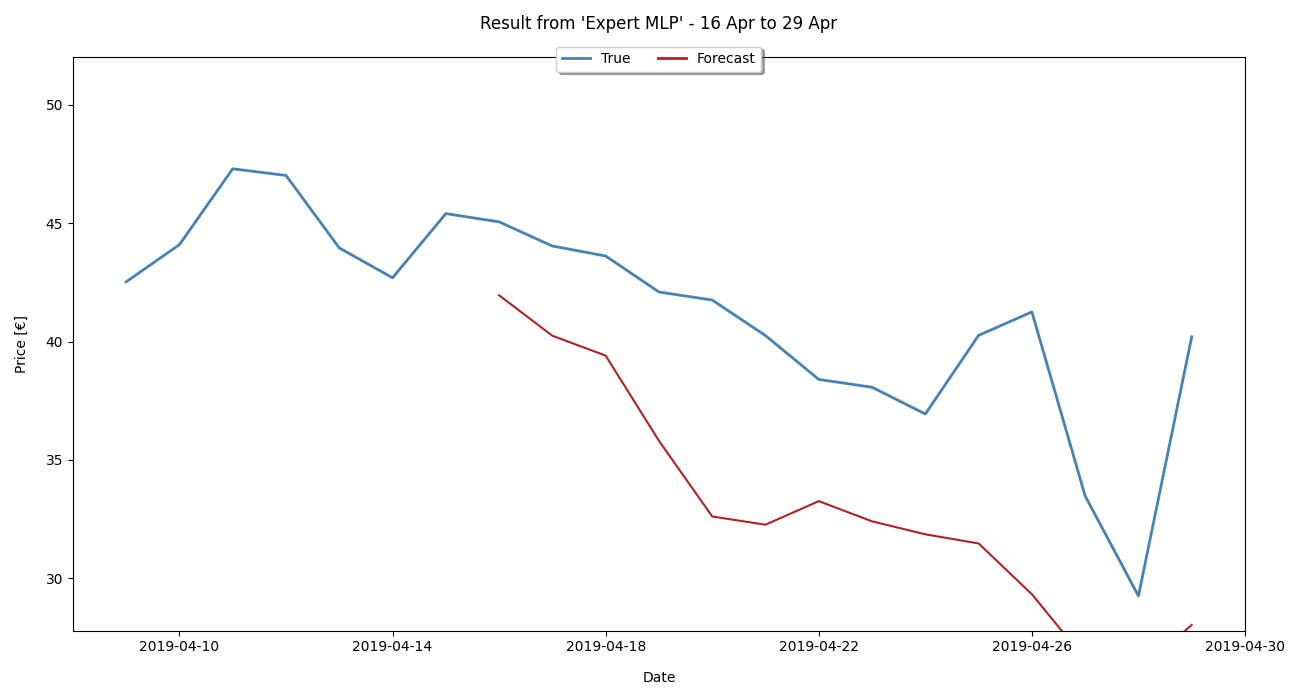 Result from 'Expert MLP' - 16 Apr to 29 Apr
True Forecast
50
45
40
35
30
Price [€]
2019-04-10 2019-04-14 2019-04-18 2019-04-22 2019-04-26 2019-04-30
Date